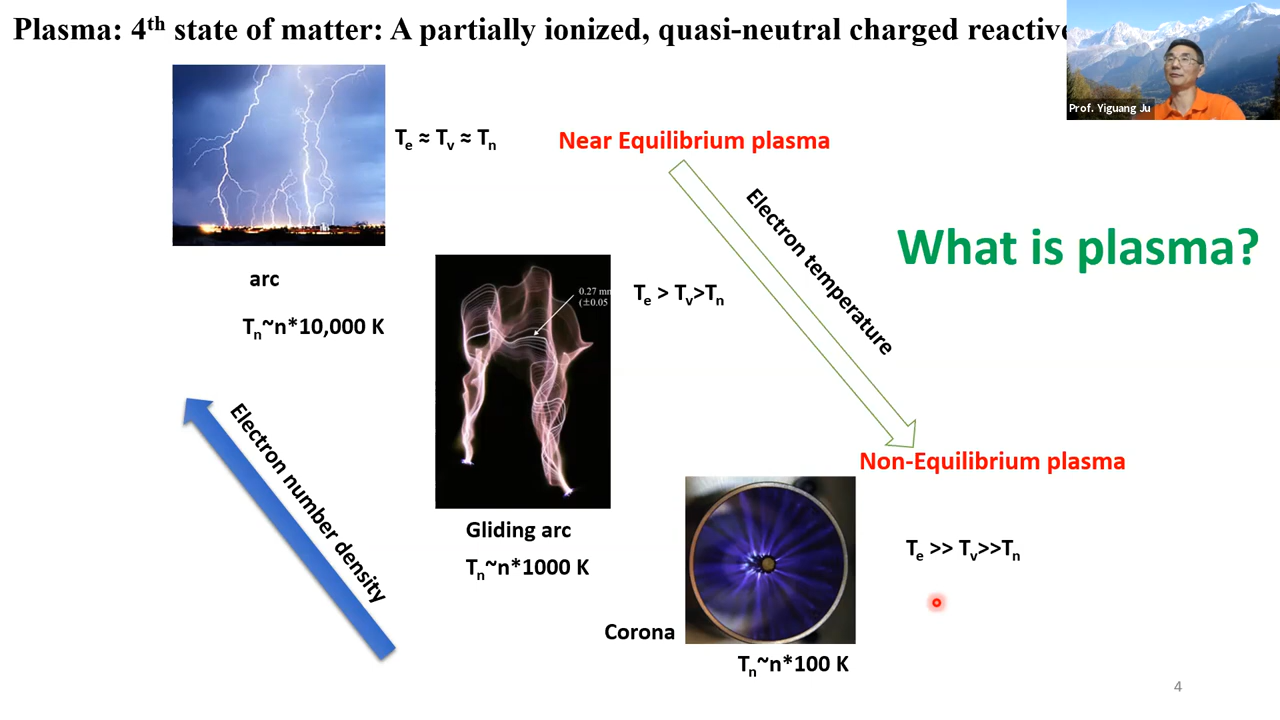 Plasma: 4th state of matter: A partially ionized, quasi-neutral charged reactive
Prof. Yiguang Ju
Te ≈ Tv ≈ Tn
Near Equilibrium plasma
Electron temperature
What is plasma?
arc
Tn~n*10,000 K
0.27 mm
(±0.05
Te > Tv>Tn
Electron number density
Gliding arc
Tn~n*1000 K
Non-Equilibrium plasma
Te >> Tv>>Tn
Corona
Tn~n*100 K
4